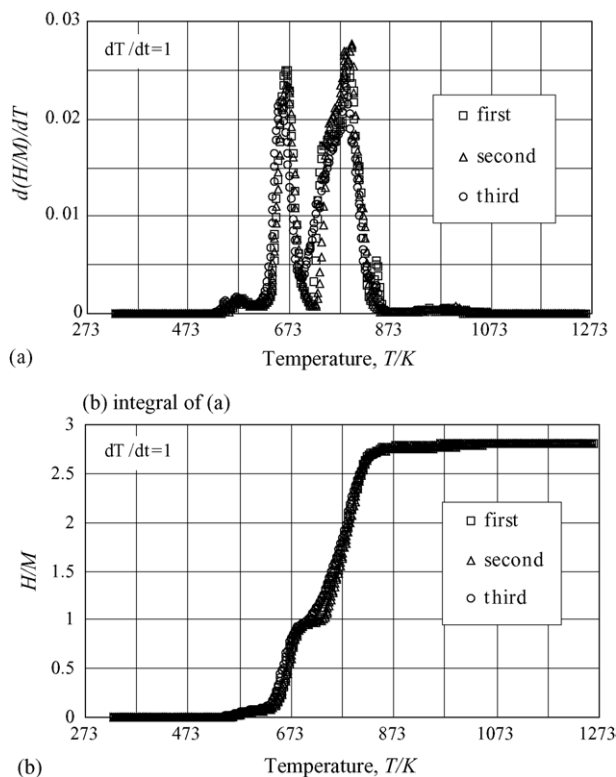 0.03
dT/dt=1
0.02
d(H/M)/dT
first
second
third
0.01
0
273 473 673 873 1073 1273
(a)
Temperature, T/K
(b) integral of (a)
3
dT/dt=1
2.5
2
H/M
first
1.5
second
1
third
0.5
0
273 473 673 873 1073 1273
(b)
Temperature, T/K